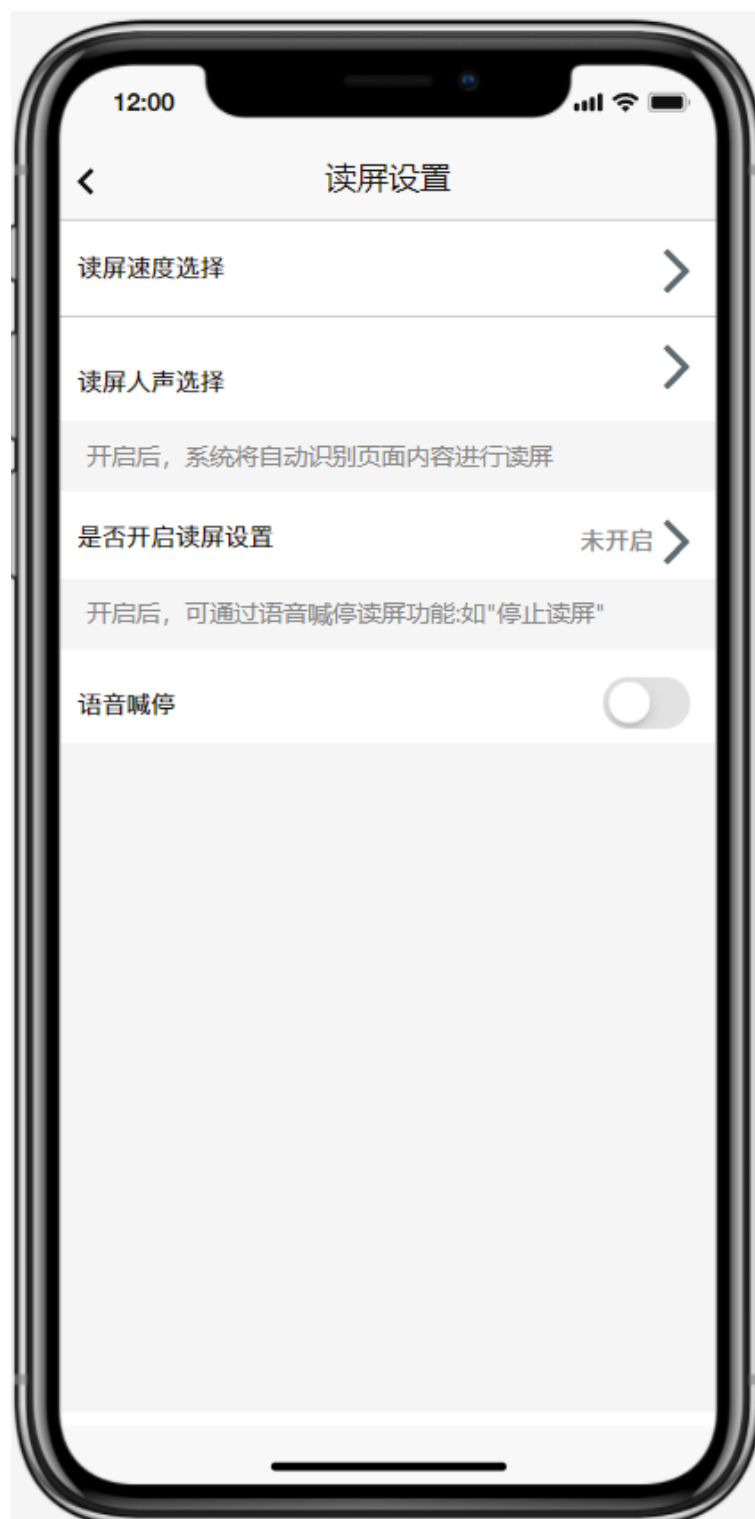 12:00
读屏设置
读屏速度选择
读屏人声选择
开启后，系统将自动识别页面内容进行读屏
是否开启读屏设置
未开启
开启后，可通过语音喊停读屏功能:如"停止读屏"
语音喊停